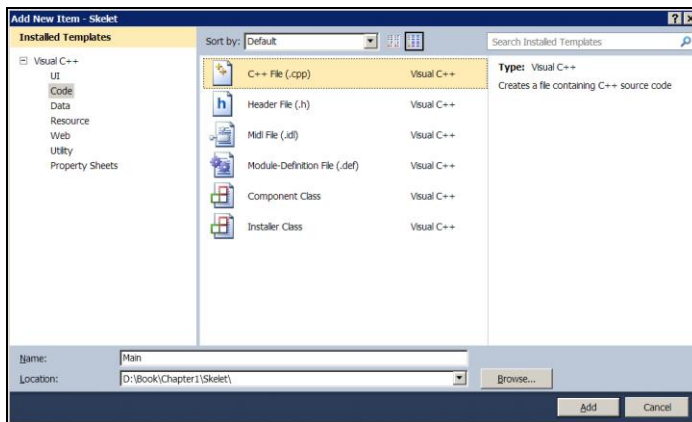 Add New Item - Skelet
Installed Templates
Visual C++
UI
Code
Data
Resource
Web
Utility
Property Sheets
Sort by: Default
C++ File (.cpp) Visual C++
Header File (.h) Visual C++
Midl File (.idl) Visual C++
Module-Definition File (.def) Visual C++
Component Class Visual C++
Installer Class Visual C++
Search Installed Templates
Type: Visual C++
Creates a file containing C++ source code
Name: Main
Location: D:\Book\Chapter1\Skelet\
Browse...
Add Cancel